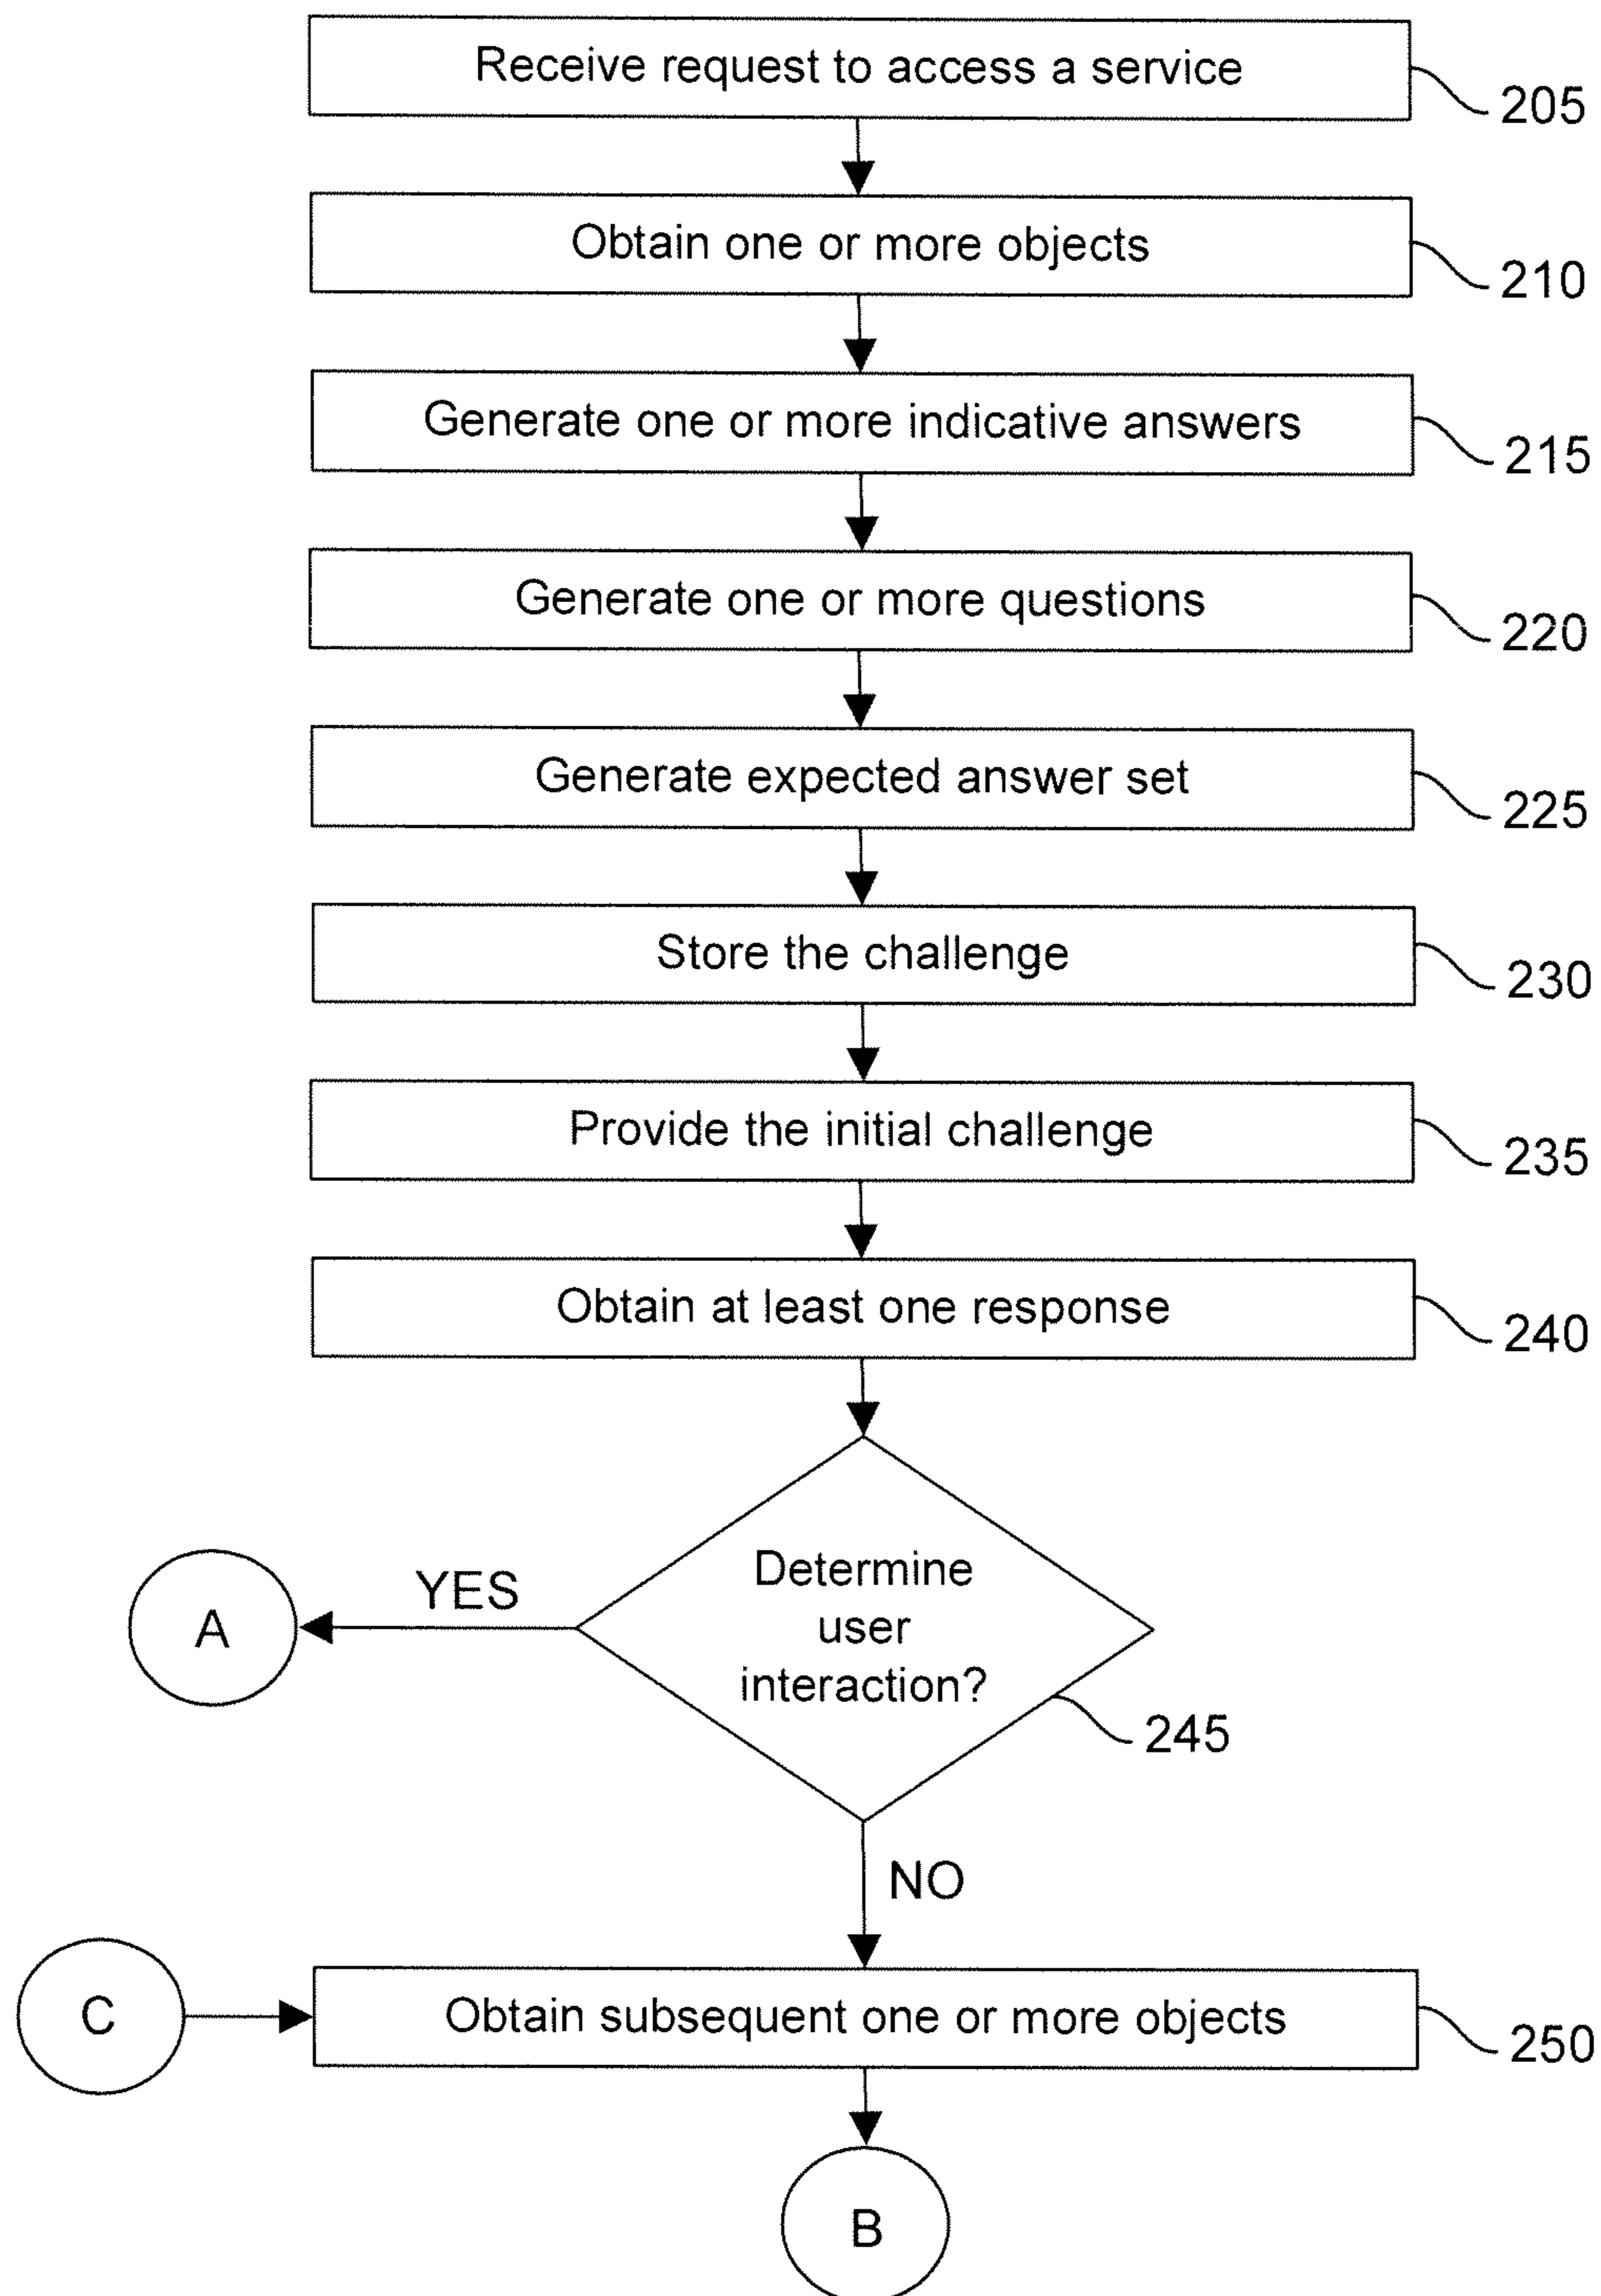 Receive request to access a service
205
Obtain one or more objects
210
Generate one or more indicative answers
215
Generate one or more questions
220
Generate expected answer set
225
Store the challenge
230
Provide the initial challenge
235
Obtain at least one response
240
Determine
user
interaction?
YES
A
245
NO
C
Obtain subsequent one or more objects
250
B